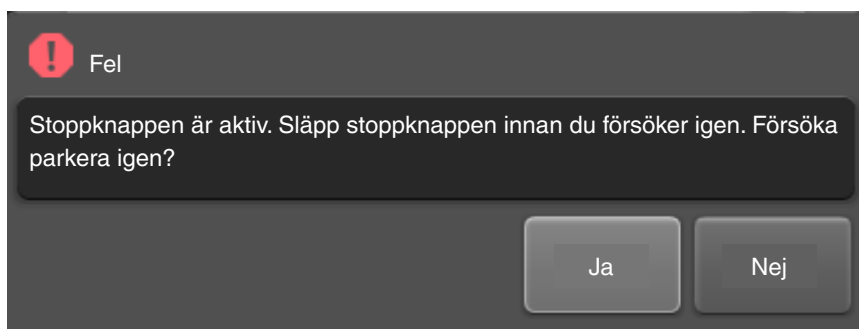 Fel
Stoppknappen är aktiv. Släpp stoppknappen innan du försöker igen. Försöka
parkera igen?
Ja Nej